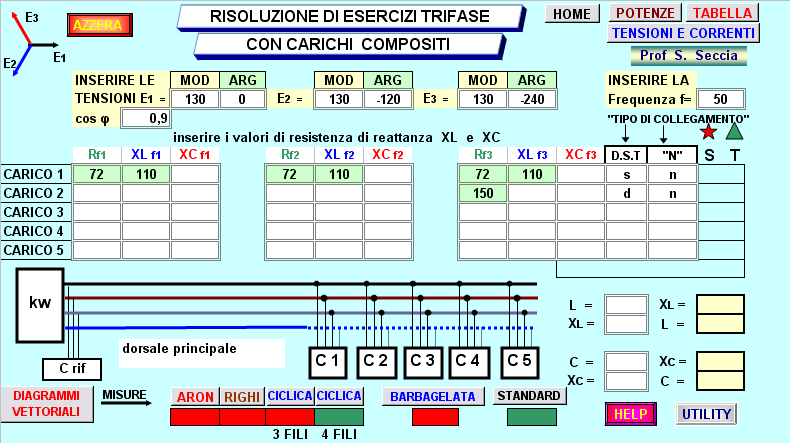 RISOLUZIONE DI ESERCIZI TRIFASE
CON CARICHI COMPOSITI
E3
E2
E1
AZZERA
HOME
POTENZE
TABELLA
TENSIONI E CORRENTI
Prof S. Seccia
INSERIRE LE MOD ARG MOD ARG MOD ARG INSERIRE LA
TENSIONI E1 = 130 0 E2 = 130 -120 E3 = 130 -240 Frequenza f= 50
cos φ 0,9
"TIPO DI COLLEGAMENTO"
inserire i valori di resistenza di reattanza XL e XC
Rf1 XL f1 XC f1 Rf2 XL f2 XC f2 Rf3 XL f3 XC f3 D.S.T "N" S T
CARICO 1 72 110 72 110 72 110 s n
CARICO 2 150 d n
CARICO 3
CARICO 4
CARICO 5
kw
C rif
dorsale principale
C 1 C 2 C 3 C 4 C 5
L = XL =
XL = L =
C = XC =
XC = C =
DIAGRAMMI
VETTORIALI
MISURE
ARON RIGHI CICLICA CICLICA BARBAGELATA STANDARD
3 FILI 4 FILI
HELP UTILITY